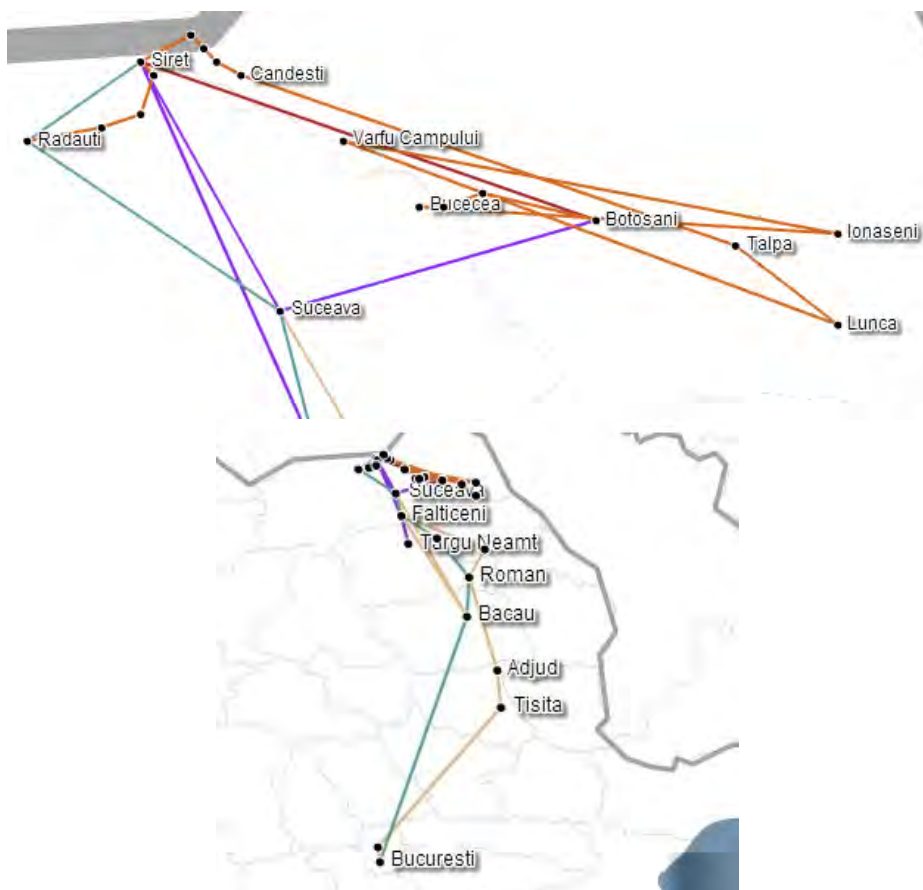 Siret
Candesti
Radauti
Varfu Campului
Bucecea
Botosani
Ionaseni
Talpa
Suceava
Lunca
Suceava
Falticeni
Targu Neamt
Roman
Bacau
Adjud
Tisita
Bucuresti